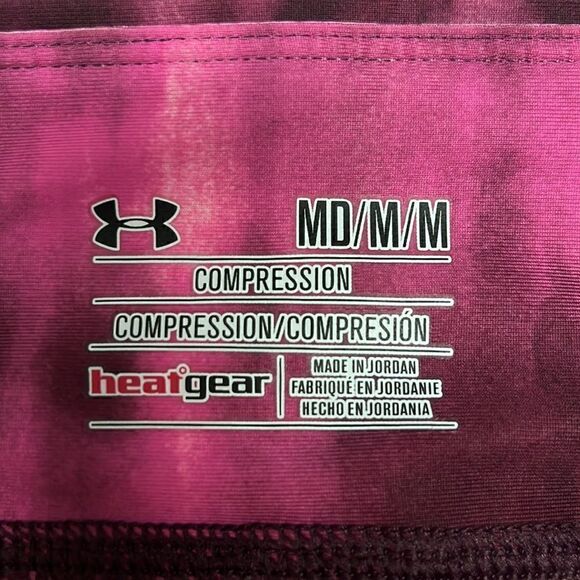 MD/M/M
COMPRESSION
COMPRESSION/COMPRESIÓN
heatgear
MADE IN JORDAN
FABRIQUÉ EN JORDANIE
HECHO EN JORDANIA